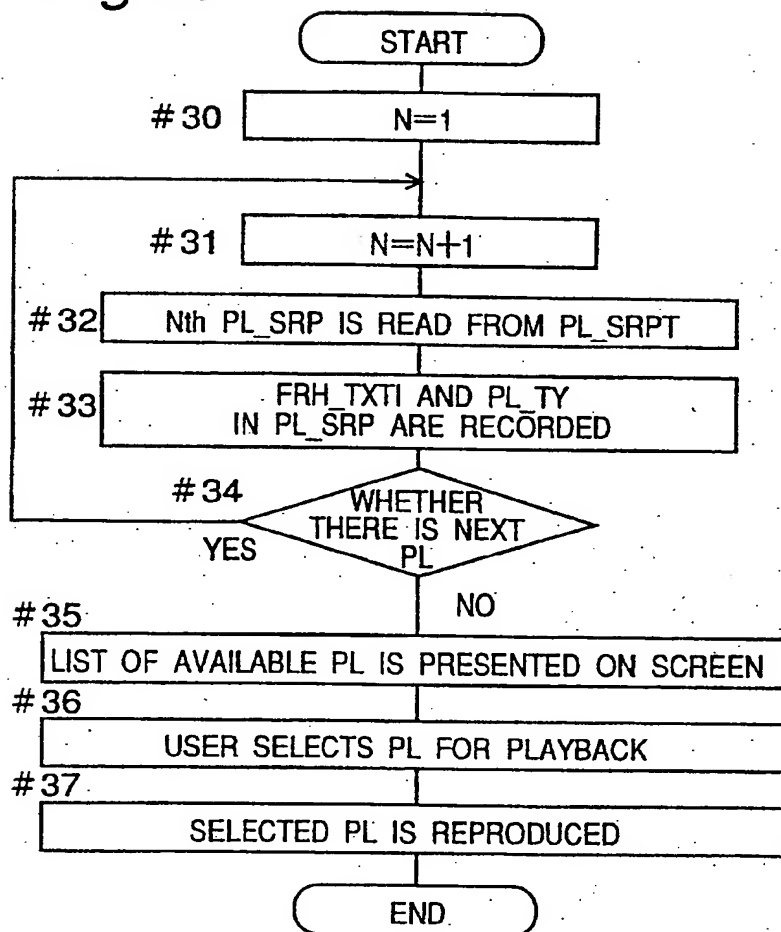 START
#30
N=1
#31
N=N+1
#32
Nth PL_SRP IS READ FROM PL_SRPT
#33
FRH_TXTI AND PL_TY
IN PL_SRP ARE RECORDED
#34
WHETHER
THERE IS NEXT
PL
YES
NO
#35
LIST OF AVAILABLE PL IS PRESENTED ON SCREEN
#36
USER SELECTS PL FOR PLAYBACK
#37
SELECTED PL IS REPRODUCED
END